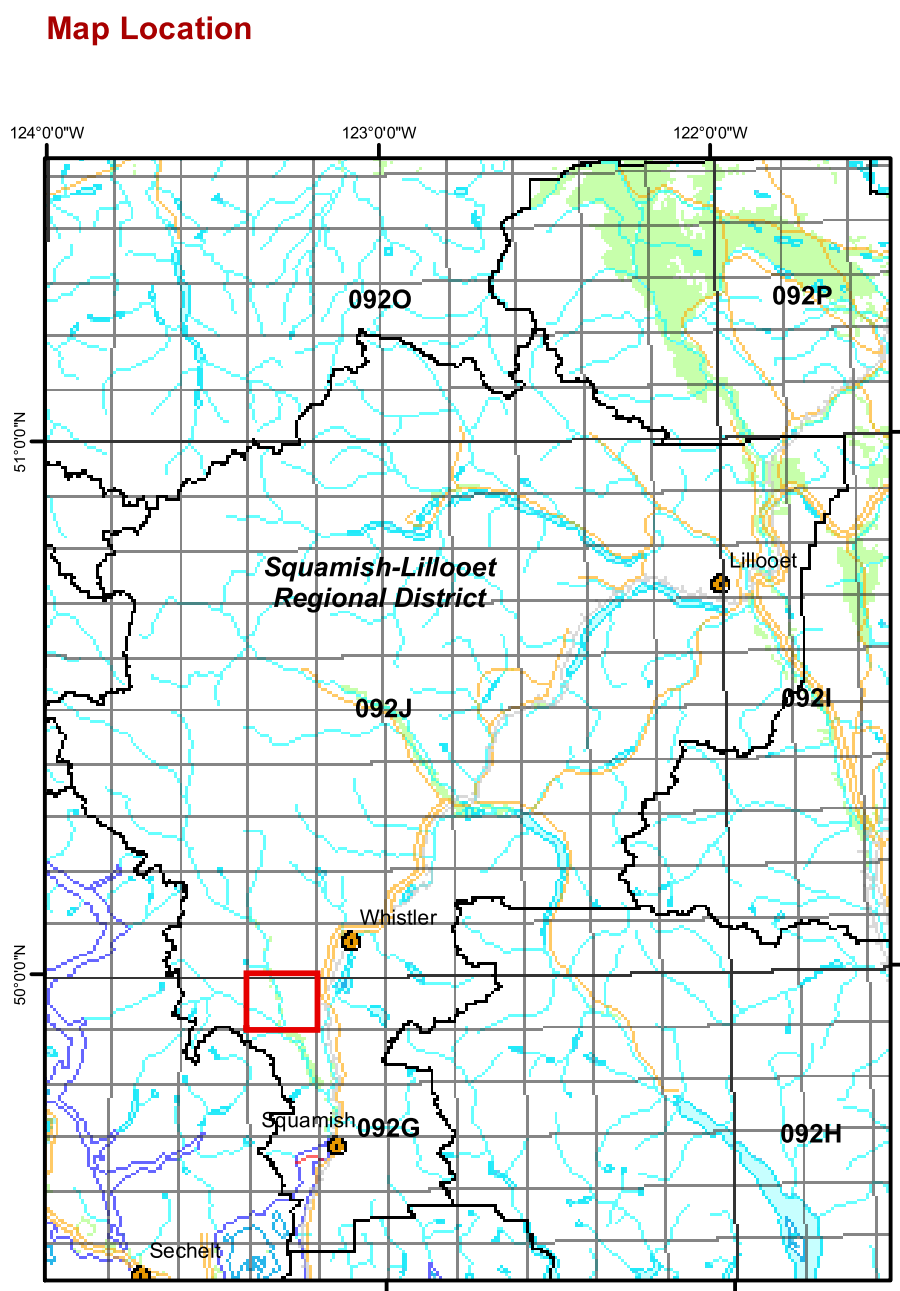 Map Location
124°0'0"W
123°0'0"W
122°0'0"W
092O
092P
51°0'0"N
Lillooet
Squamish-Lillooet
Regional District
092I
092J
Whistler
50°0'0"N
Squamish
092G
092H
Sechelt